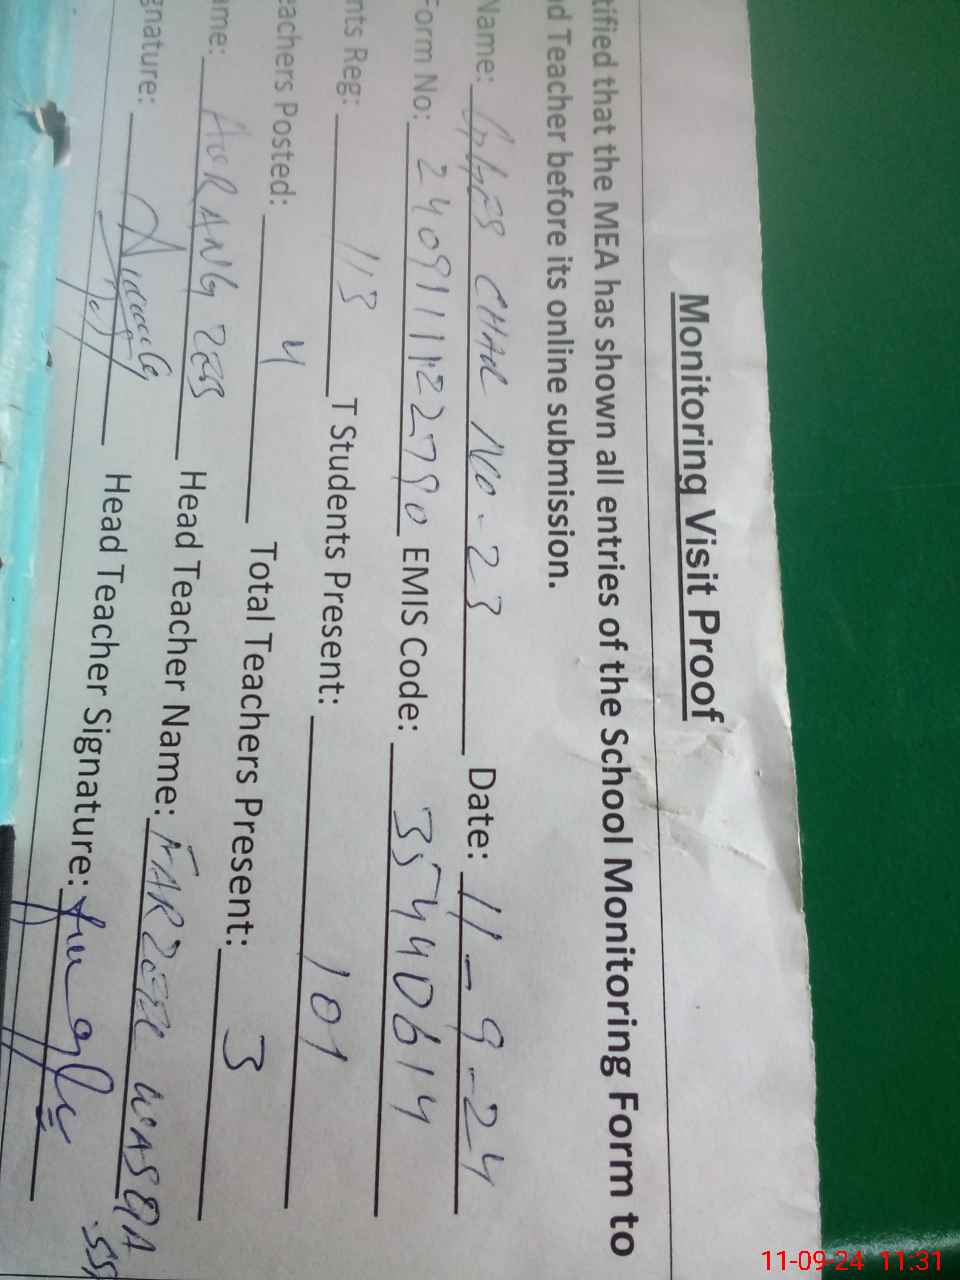 Monitoring Visit Proof
tified that the MEA has shown all entries of the School Monitoring Form to
d Teacher before its online submission.
Name: CHAK NO-23 Date: 11-9-24
Form No: EMIS Code: 35440614
nts Reg: 113 T Students Present: 101
eachers Posted: 4 Total Teachers Present: 3
ame: AURANG ZEB Head Teacher Name:
gnature: Head Teacher Signature:
11-09-24 11:31